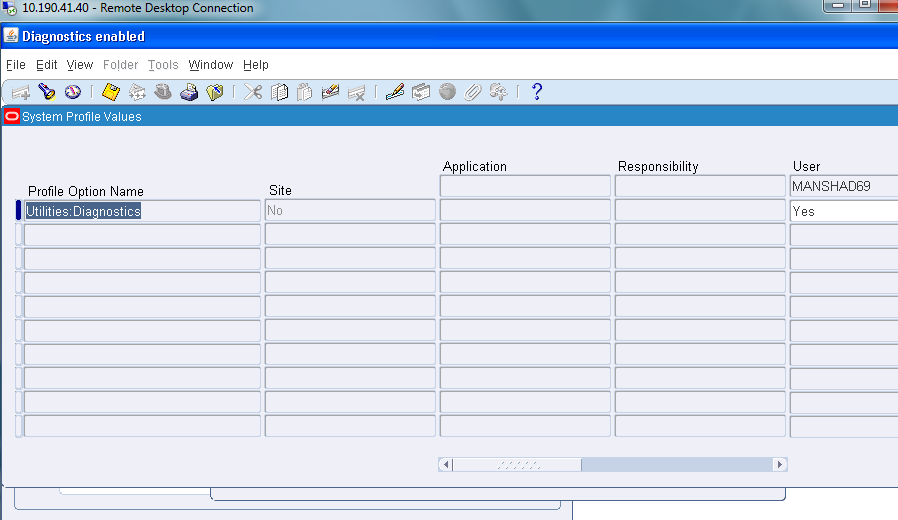 10.190.41.40 - Remote Desktop Connection
Diagnostics enabled
File Edit View Folder Tools Window Help
?
System Profile Values
Application Responsibility User
Profile Option Name Site
MANSHAD69
Utilities:Diagnostics No Yes